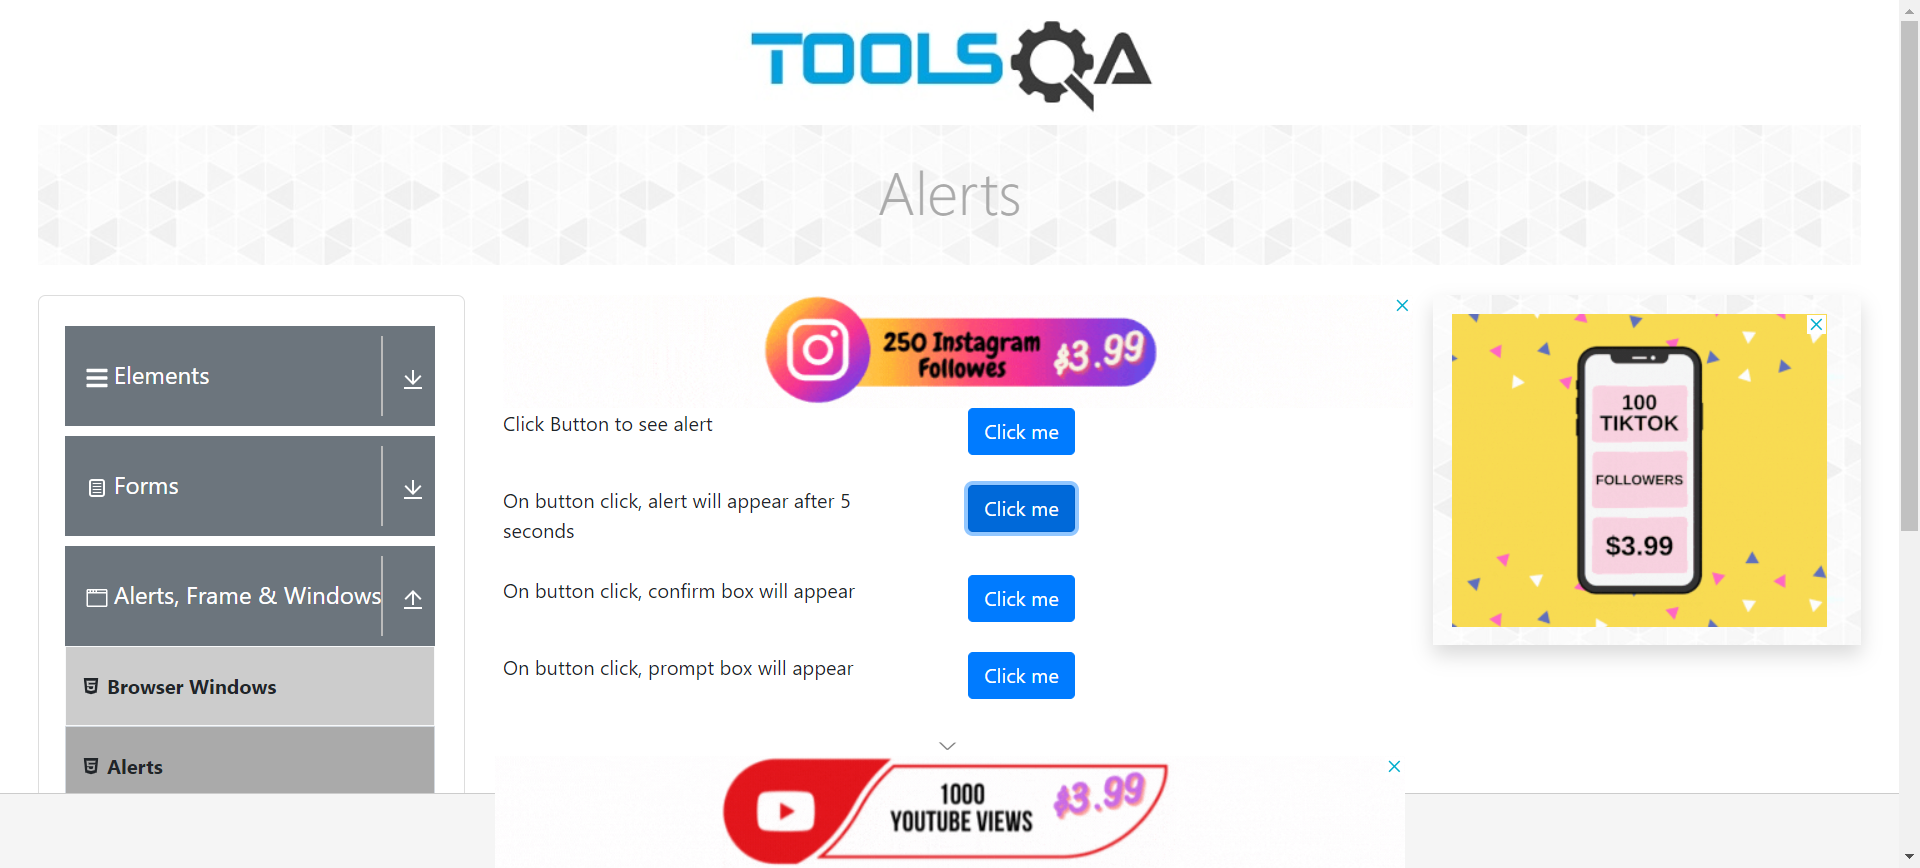 TOOLSQA
Alerts
Elements
Forms
Alerts, Frame & Windows
Browser Windows
Alerts
250 Instagram
Followes
$3.99
Click Button to see alert
Click me
On button click, alert will appear after 5
seconds
Click me
On button click, confirm box will appear
Click me
On button click, prompt box will appear
Click me
100
TIKTOK
FOLLOWERS
$3.99
1000
YOUTUBE VIEWS
$3.99